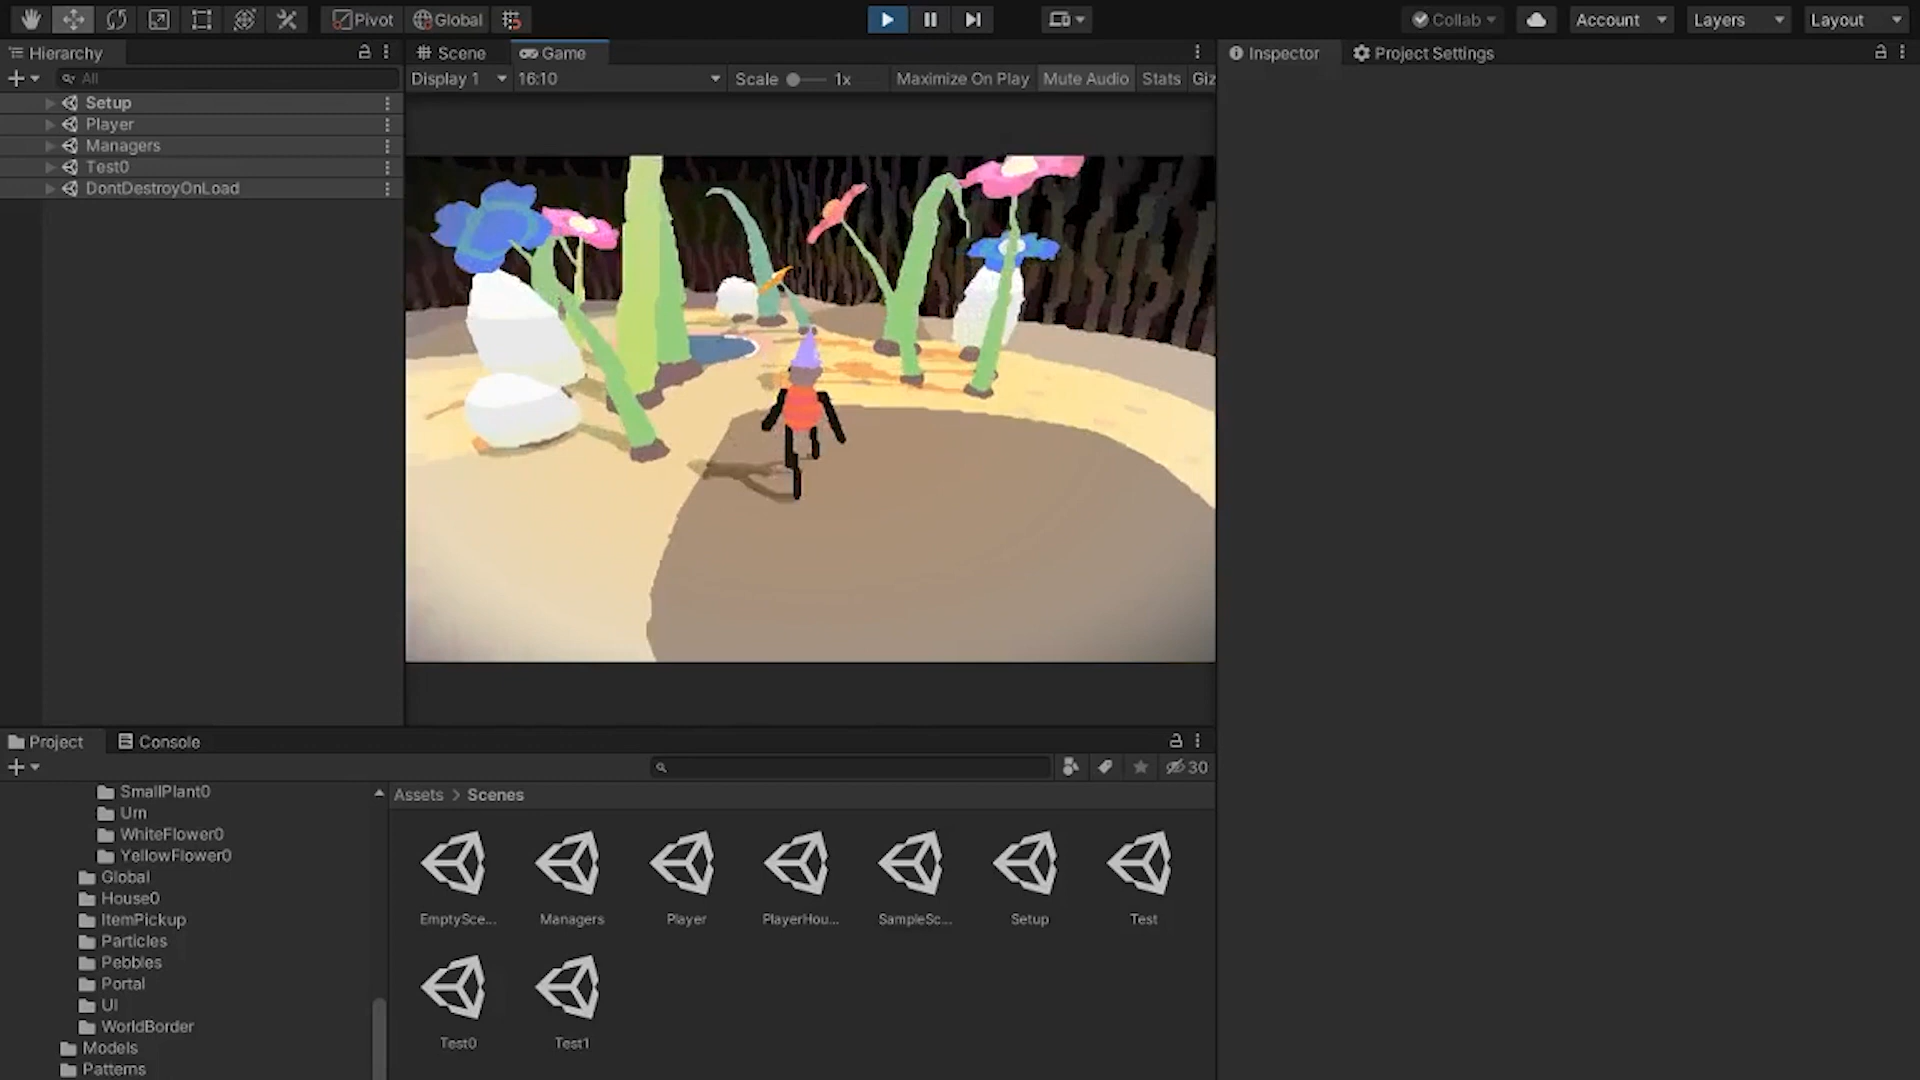 Pivot Global Collab Account Layers Layout
Hierarchy Scene Game Inspector Project Settings
All Display 1 16:10 Scale 1x Maximize On Play Mute Audio Stats Giz
Setup
Player
Managers
Test0
DontDestroyOnLoad
Project Console
30
SmallPlant0
Urn
WhiteFlower0
YellowFlower0
Global
House0
ItemPickup
Particles
Pebbles
Portal
UI
WorldBorder
Models
Patterns
Assets > Scenes
EmptySce... Managers Player PlayerHou... SampleSc... Setup Test
Test0 Test1